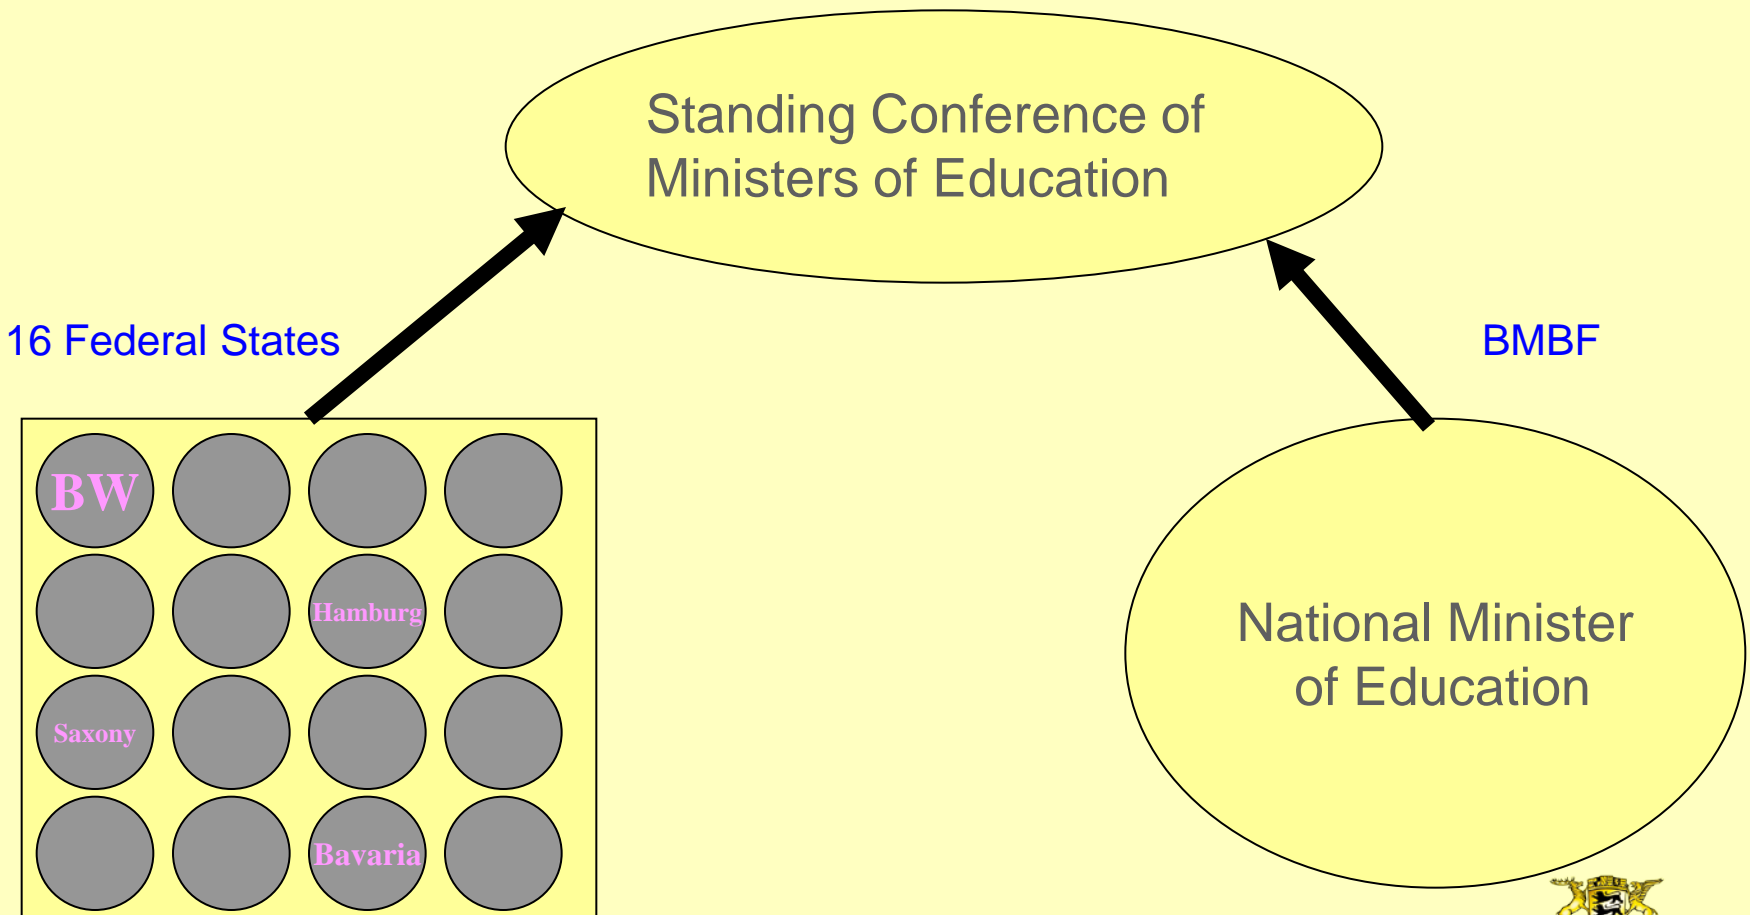 Standing Conference of
Ministers of Education
16 Federal States
BMBF
BW
Hamburg
Saxony
Bavaria
National Minister
of Education